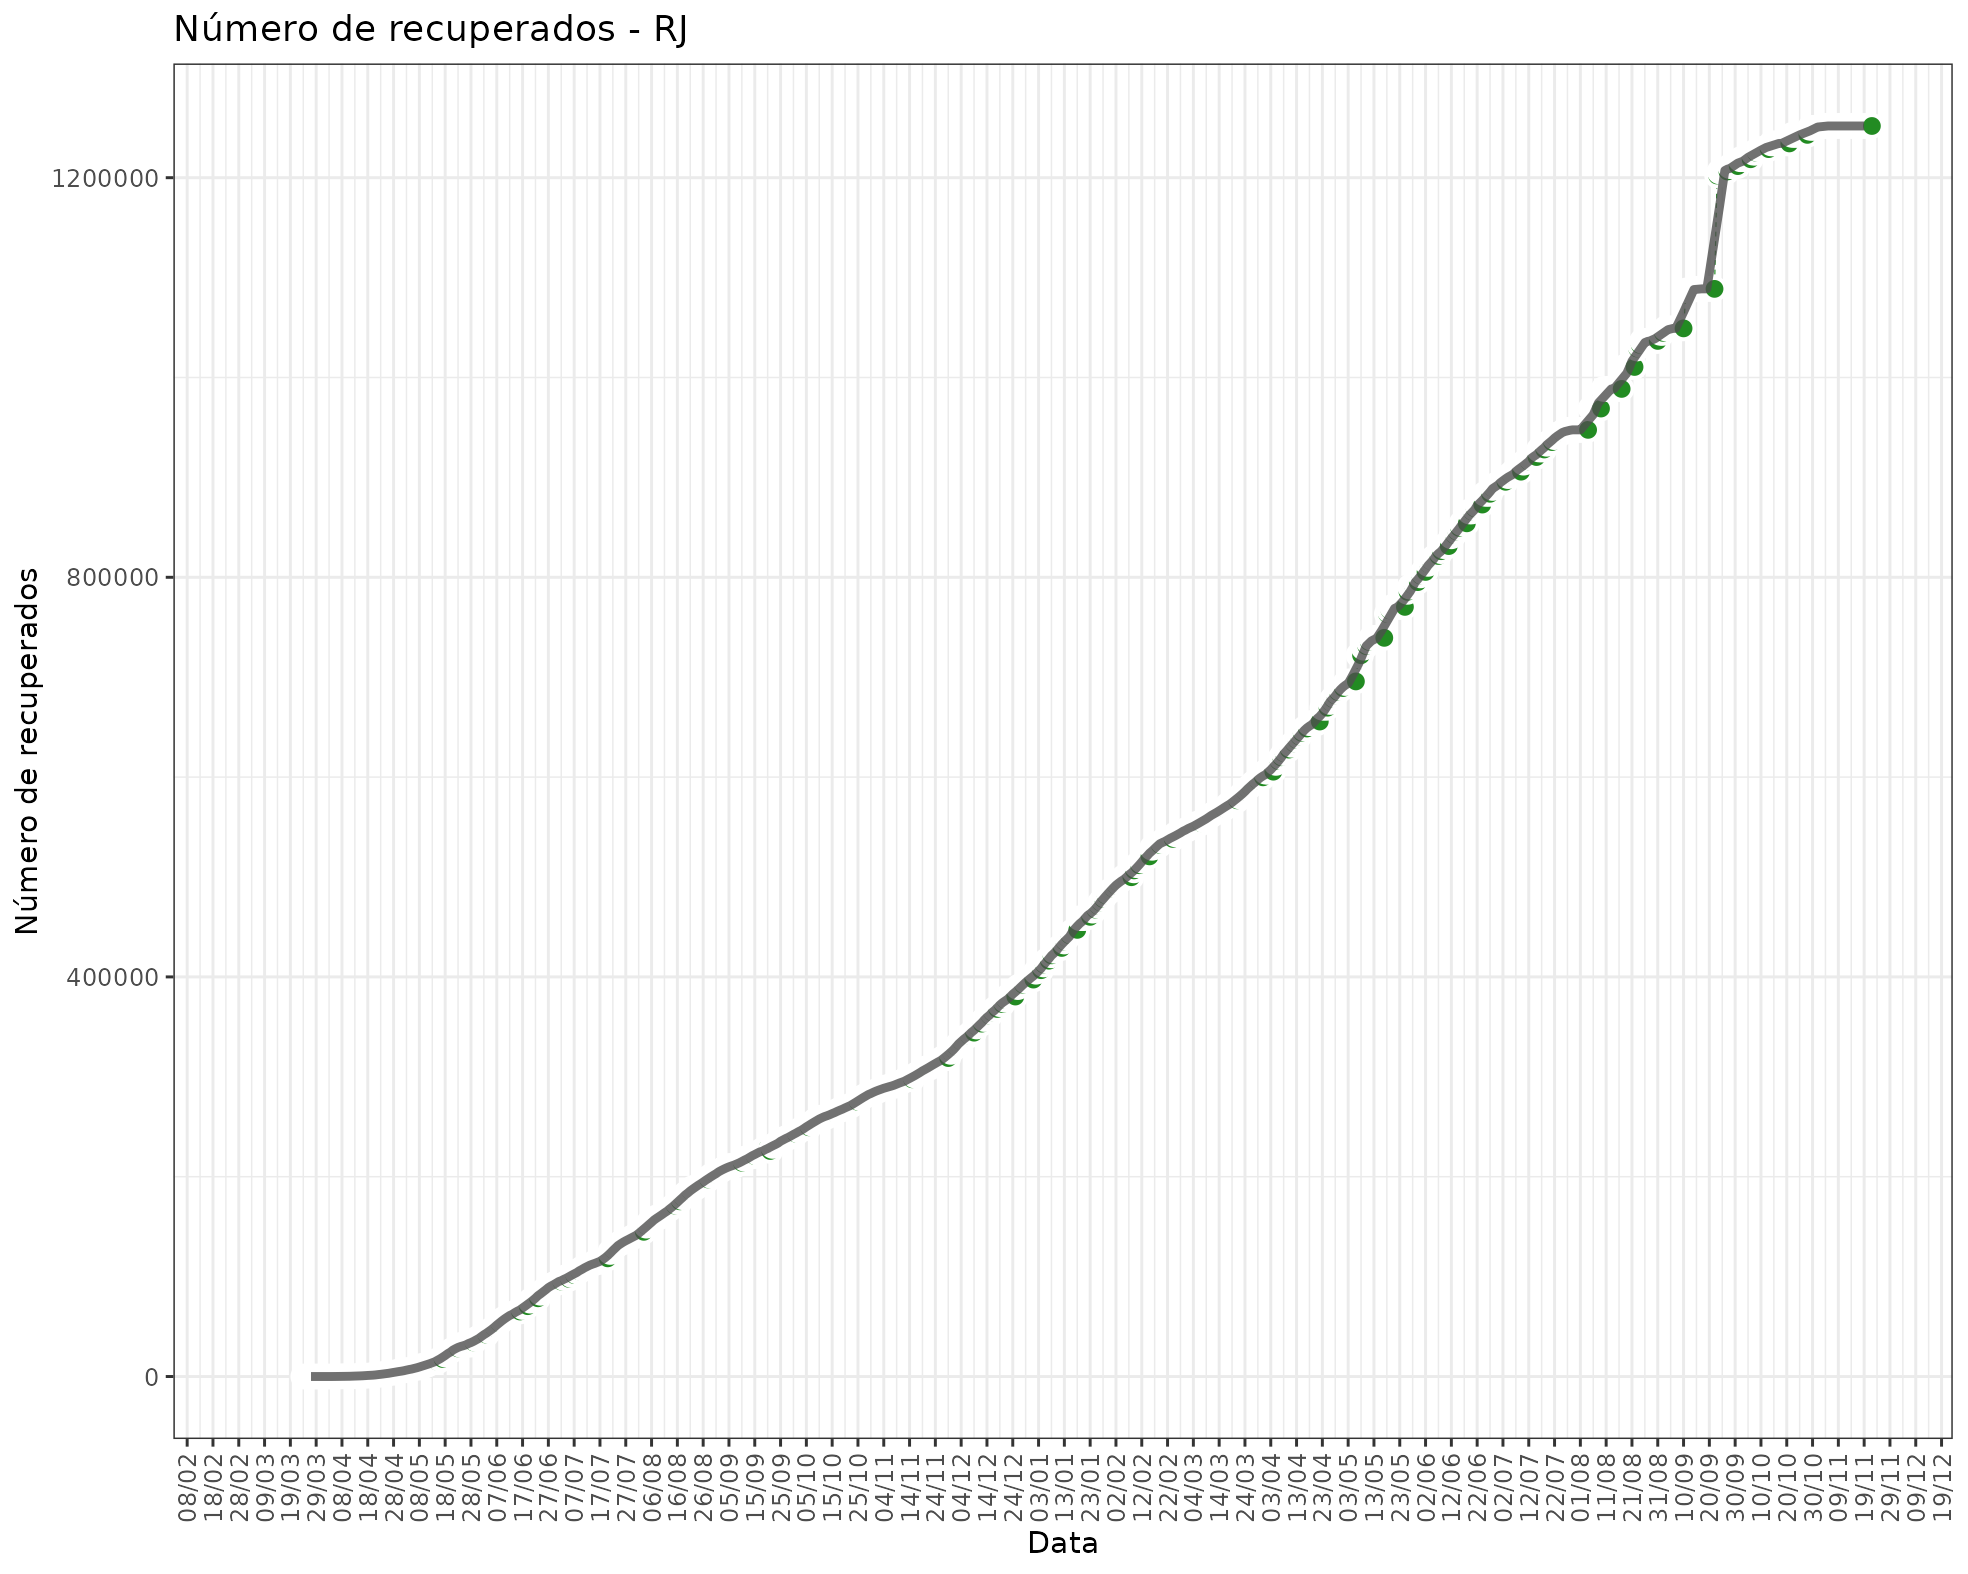 Número de recuperados - RJ
Número de recuperados
1200000
800000
400000
0
08/02 18/02 28/02 09/03 19/03 29/03 08/04 18/04 28/04 08/05 18/05 28/05 07/06 17/06 27/06 07/07 17/07 27/07 06/08 16/08 26/08 05/09 15/09 25/09 05/10 15/10 25/10 04/11 14/11 24/11 04/12 14/12 24/12 03/01 13/01 23/01 02/02 12/02 22/02 04/03 14/03 24/03 03/04 13/04 23/04 03/05 13/05 23/05 02/06 12/06 22/06 02/07 12/07 22/07 01/08 11/08 21/08 31/08 10/09 20/09 30/09 10/10 20/10 30/10 09/11 19/11 29/11 09/12 19/12
Data